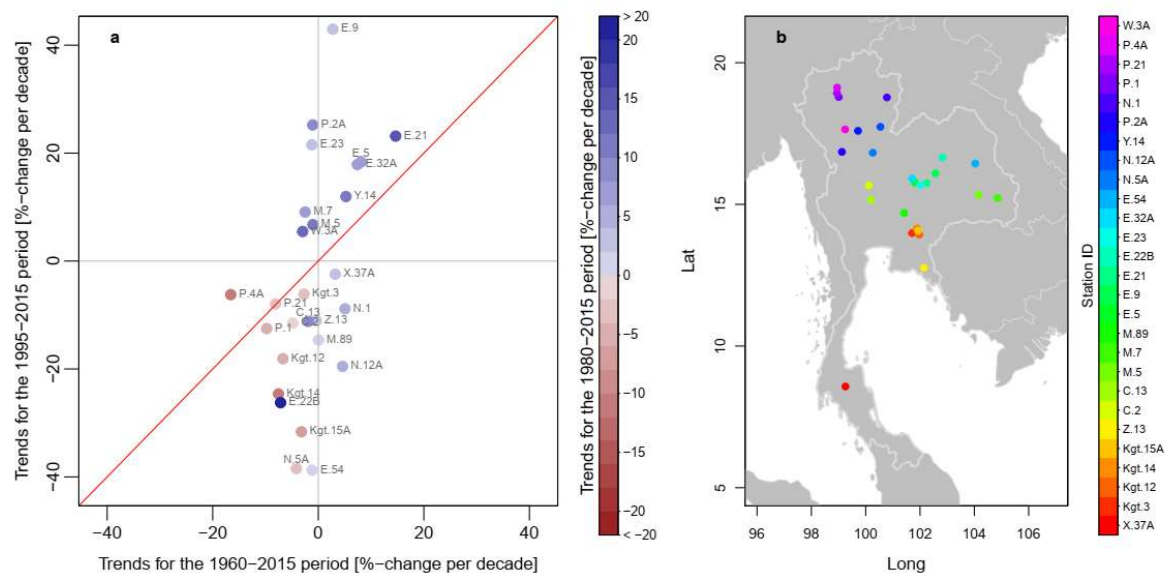 a
E.9
P.2A
E.23
E.21
E.5
E.32A
Y.14
M.7
M.5
W.3A
X.37A
P.4A
Kgt.3
P.21
N.1
C.13
C.2
Z.13
P.1
M.89
Kgt.12
N.12A
Kgt.14
E.22B
Kgt.15A
N.5A
E.54
40
20
0
−20
−40
−40
−20
0
20
40
Trends for the 1995−2015 period [%−change per decade]
Trends for the 1960−2015 period [%−change per decade]
Trends for the 1980−2015 period [%−change per decade]
> 20
20
15
10
5
0
−5
−10
−15
−20
< −20
b
20
15
10
5
Lat
96
98
100
102
104
106
Long
Station ID
W.3A
P.4A
P.21
P.1
N.1
P.2A
Y.14
N.12A
N.5A
E.54
E.32A
E.23
E.22B
E.21
E.9
E.5
M.89
M.7
M.5
C.13
C.2
Z.13
Kgt.15A
Kgt.14
Kgt.12
Kgt.3
X.37A